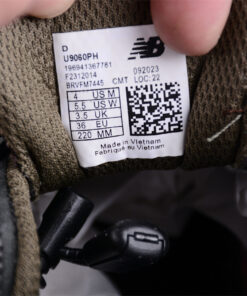 D
U9060PH
196941367781
F2312014 092023
BRVFM7445 CMT LOC: 22
4 US M
5.5 US W
3.5 UK
36 EU
220 MM
NB
Made in Vietnam
Fabriqué au Vietnam